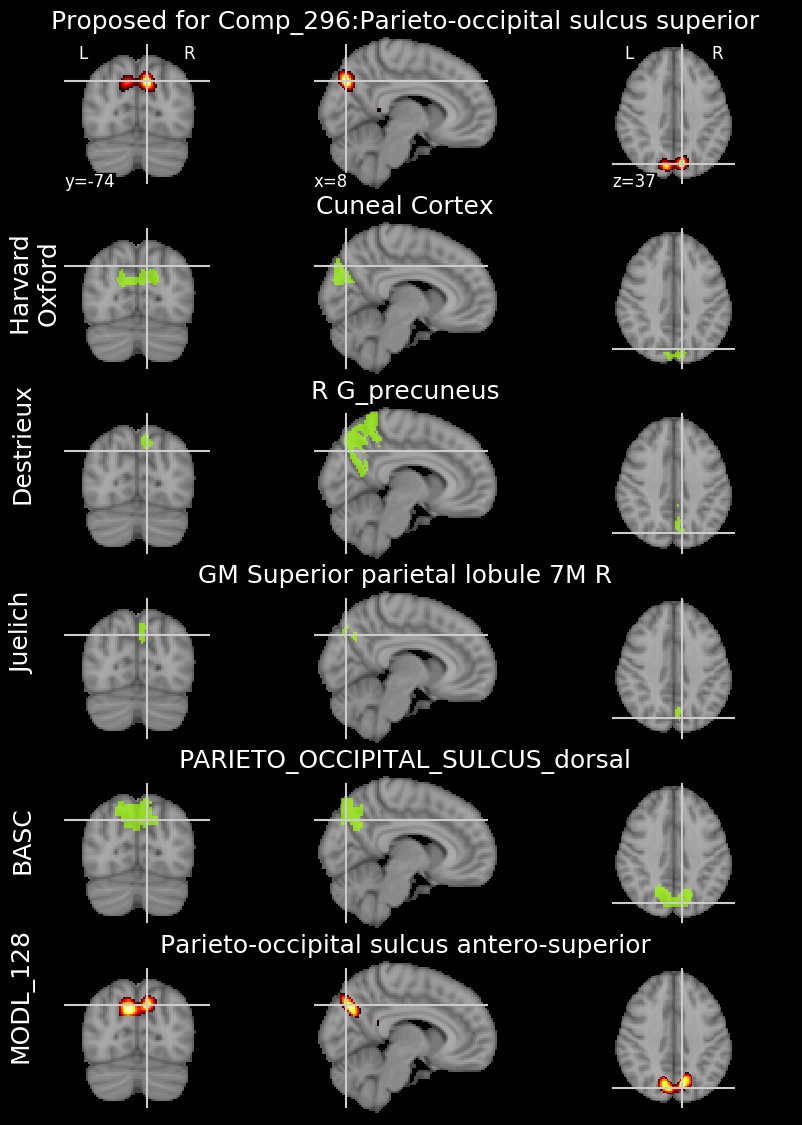 Proposed for Comp_296:Parieto-occipital sulcus superior
L R L R
y=-74 x=8 z=37
Cuneal Cortex
Harvard
Oxford
R G_precuneus
Destrieux
GM Superior parietal lobule 7M R
Juelich
PARIETO_OCCIPITAL_SULCUS_dorsal
BASC
Parieto-occipital sulcus antero-superior
MODL_128